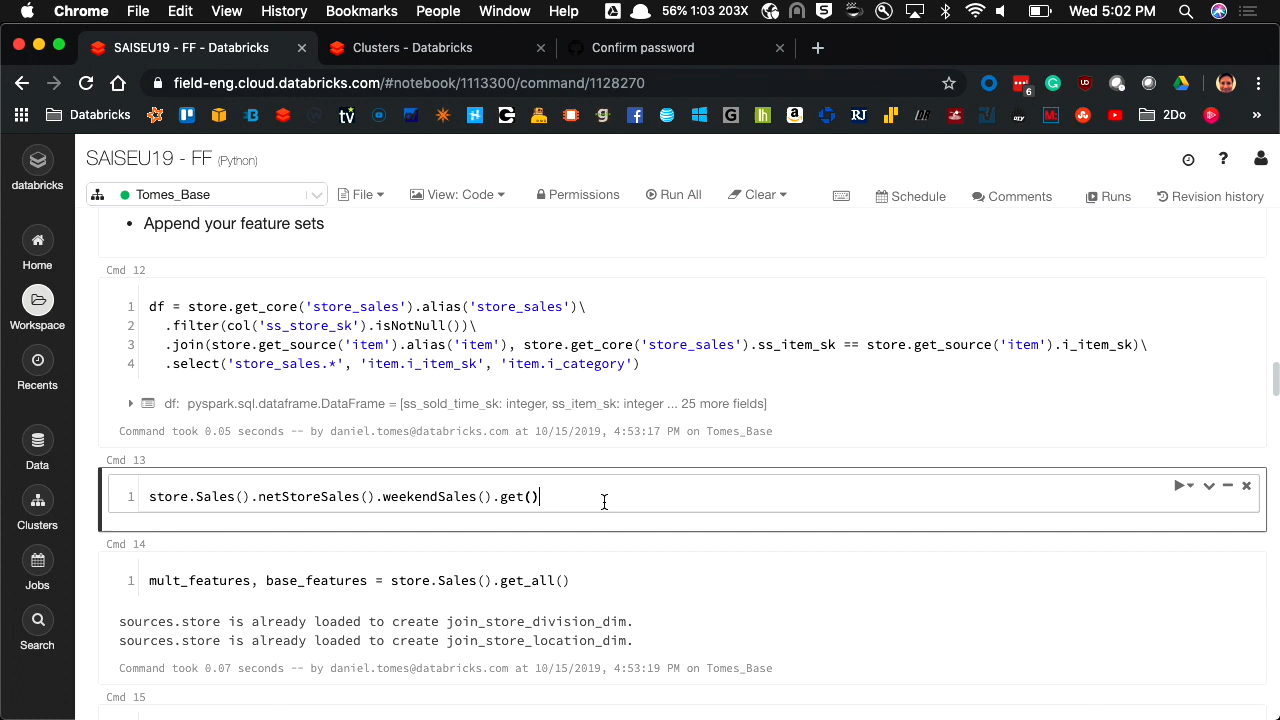 Chrome File Edit View History Bookmarks People Window Help 56% 1:03 203X Wed 5:02 PM
SAISEU19 - FF - Databricks Clusters - Databricks Confirm password
field-eng.cloud.databricks.com/#notebook/1113300/command/1128270
6
Databricks 2Do
databricks
Home
Workspace
Recents
Data
Clusters
Jobs
Search
SAISEU19 - FF (Python)
Tomes_Base File View: Code Permissions Run All Clear Schedule Comments Runs Revision history
• Append your feature sets
Cmd 12
1 df = store.get_core('store_sales').alias('store_sales')\
2 .filter(col('ss_store_sk').isNotNull())\
3 .join(store.get_source('item').alias('item'), store.get_core('store_sales').ss_item_sk == store.get_source('item').i_item_sk)\
4 .select('store_sales.*', 'item.i_item_sk', 'item.i_category')
df: pyspark.sql.dataframe.DataFrame = [ss_sold_time_sk: integer, ss_item_sk: integer ... 25 more fields]
Command took 0.05 seconds -- by daniel.tomes@databricks.com at 10/15/2019, 4:53:17 PM on Tomes_Base
Cmd 13
1 store.Sales().netStoreSales().weekendSales().get()
Cmd 14
1 mult_features, base_features = store.Sales().get_all()
sources.store is already loaded to create join_store_division_dim.
sources.store is already loaded to create join_store_location_dim.
Command took 0.07 seconds -- by daniel.tomes@databricks.com at 10/15/2019, 4:53:19 PM on Tomes_Base
Cmd 15